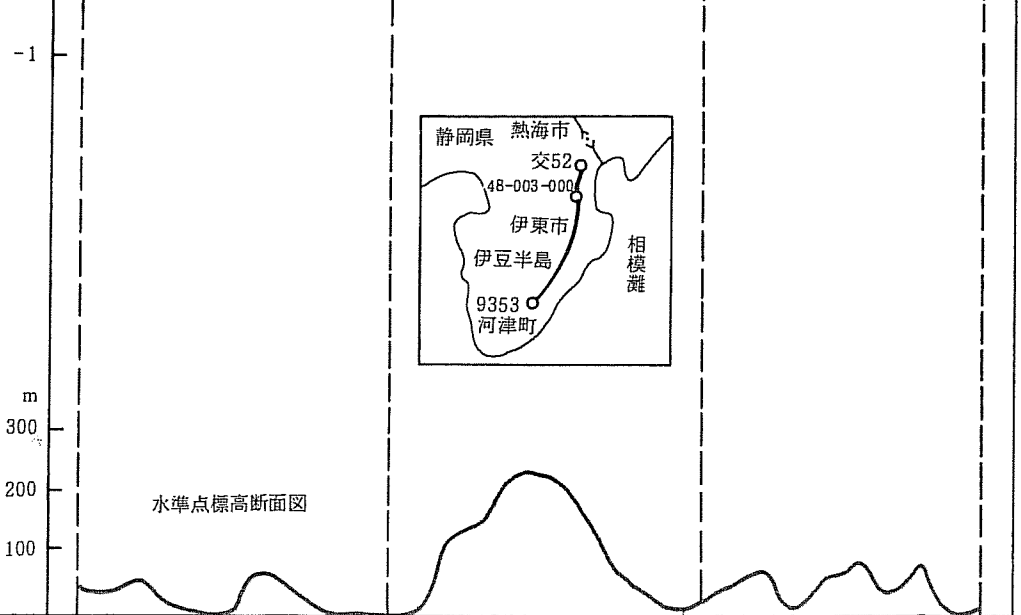 -1
静岡県 熱海市
交52
48-003-000
伊東市
伊豆半島
相模灘
9353
河津町
m
300
200
水準点標高断面図
100